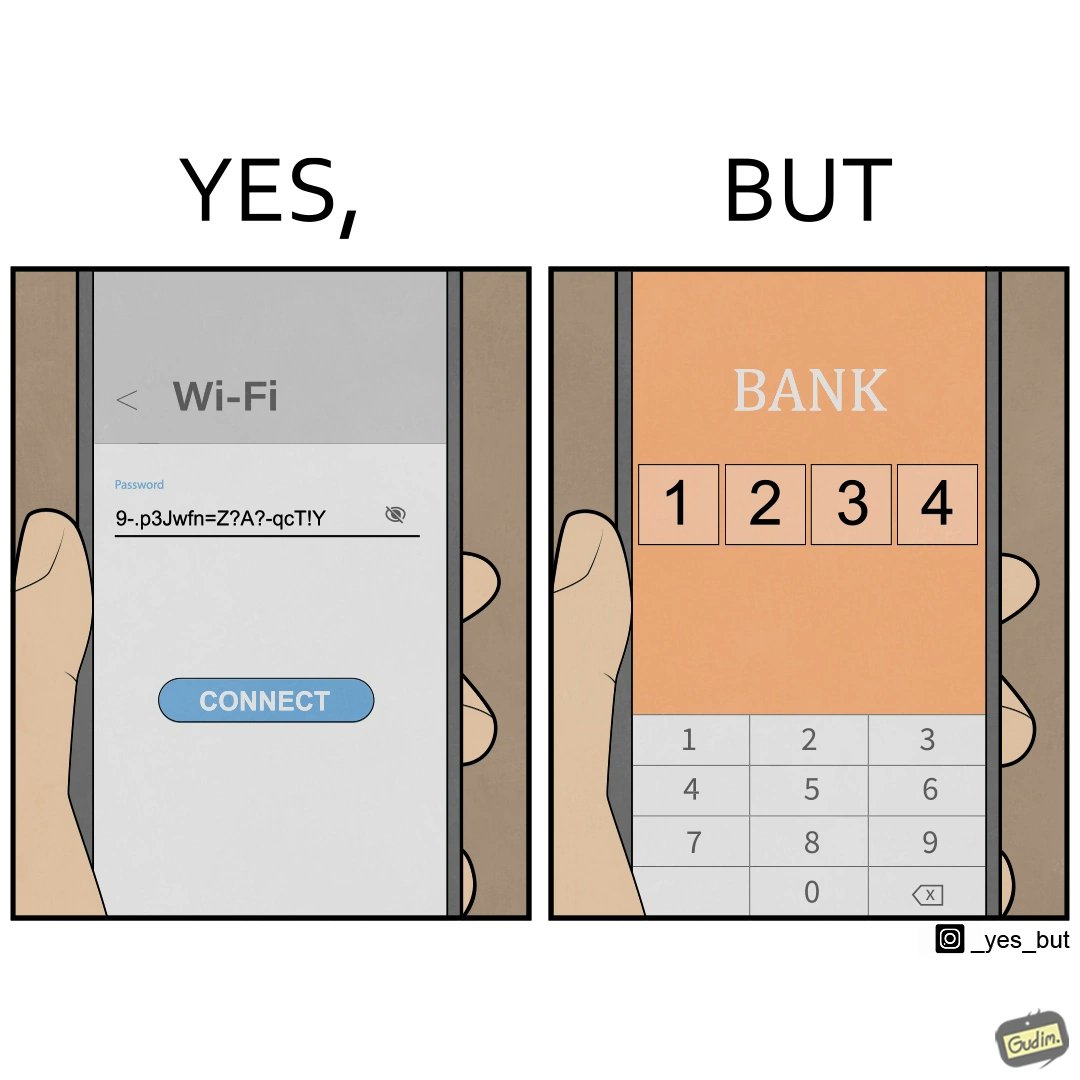 YES,
BUT
< Wi-Fi
Password
9-.p3Jwfn=Z?A?-qcT!Y
CONNECT
BANK
1 2 3 4
1 2 3
4 5 6
7 8 9
0 x
_yes_but
Gudim.